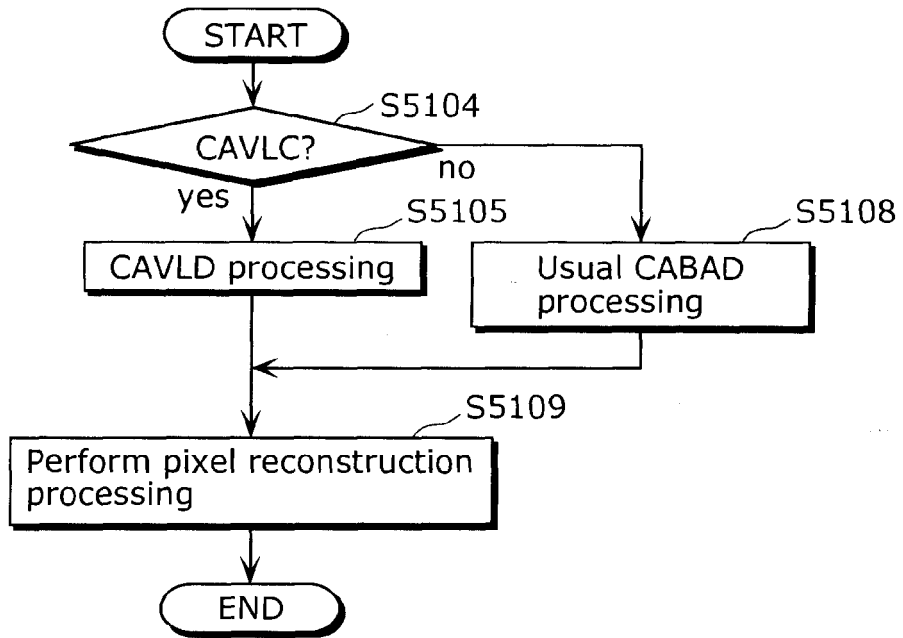 START
S5104
CAVLC?
no
yes
S5105
S5108
CAVLD processing
Usual CABAD
processing
S5109
Perform pixel reconstruction
processing
END